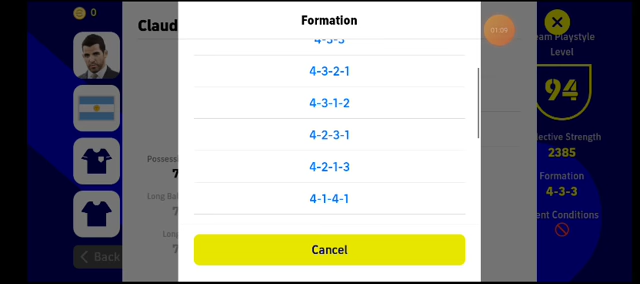 0
Claud
Formation
01:09
eam Playstyle
Level
94
4-3-3
4-3-2-1
4-3-1-2
4-2-3-1
4-2-1-3
4-1-4-1
Possess
7
Long Bal
7
Long
7
lective Strength
2385
Formation
4-3-3
ent Conditions
Back
Cancel